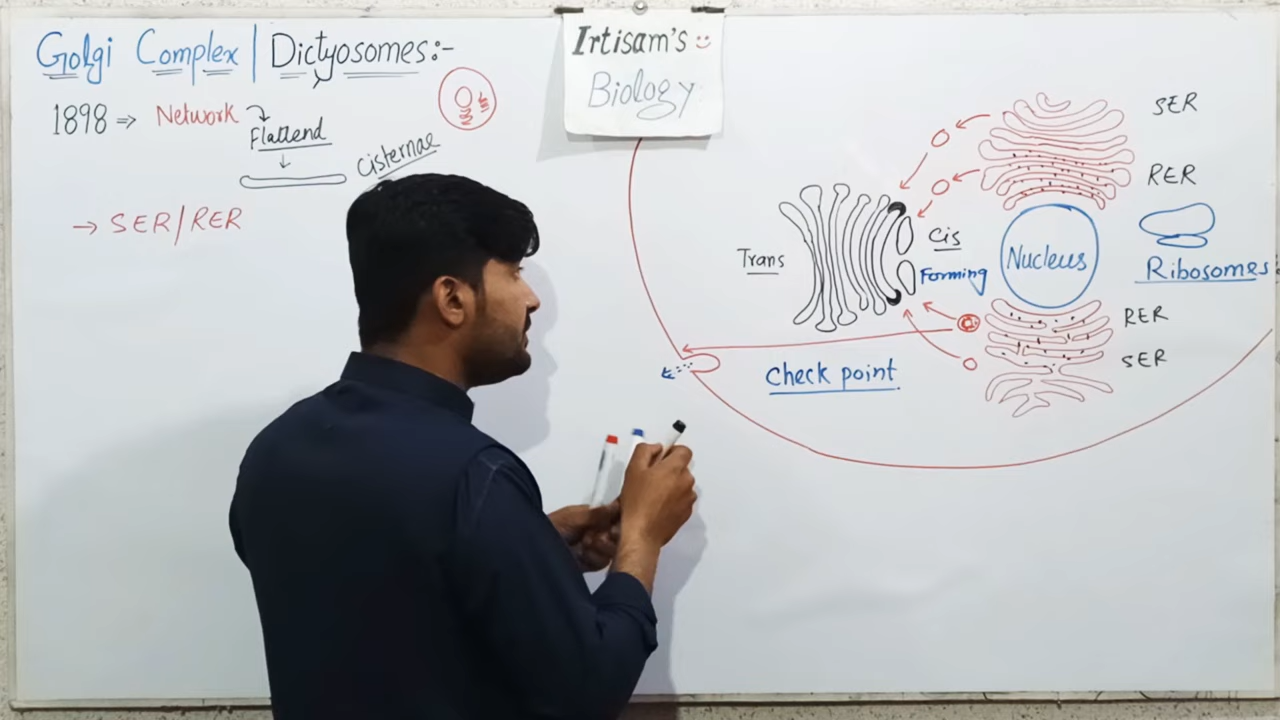 Golgi Complex | Dictyosomes:-
1898 ⇒ Network
Flattend
Cisternae
→ SER/RER
Irtisam's
Biology
SER
RER
Trans
Cis
Forming
Nucleus
Ribosomes
RER
SER
Check point